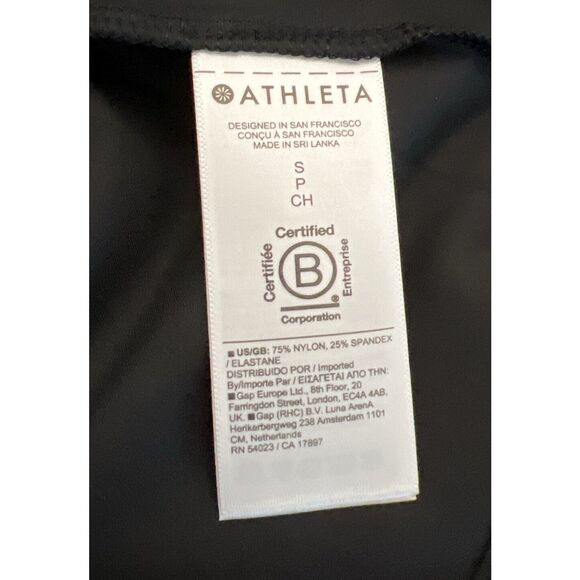 ATHLETA
DESIGNED IN SAN FRANCISCO
CONÇU À SAN FRANCISCO
MADE IN SRI LANKA
S
P
CH
Certified
Certifiée
B
Entreprise
Corporation
US/GB: 75% NYLON, 25% SPANDEX
/ ELASTANE
DISTRIBUIDO POR / imported
By/Importe Par / ΕΙΣΑΓΕΤΑΙ ΑΠΟ ΤΗΝ:
Gap Europe Ltd., 8th Floor, 20
Farringdon Street, London, EC4A 4AB,
UK. Gap (RHC) B.V. Luna ArenA
Herikerbergweg 238 Amsterdam 1101
CM, Netherlands
RN 54023 / CA 17897